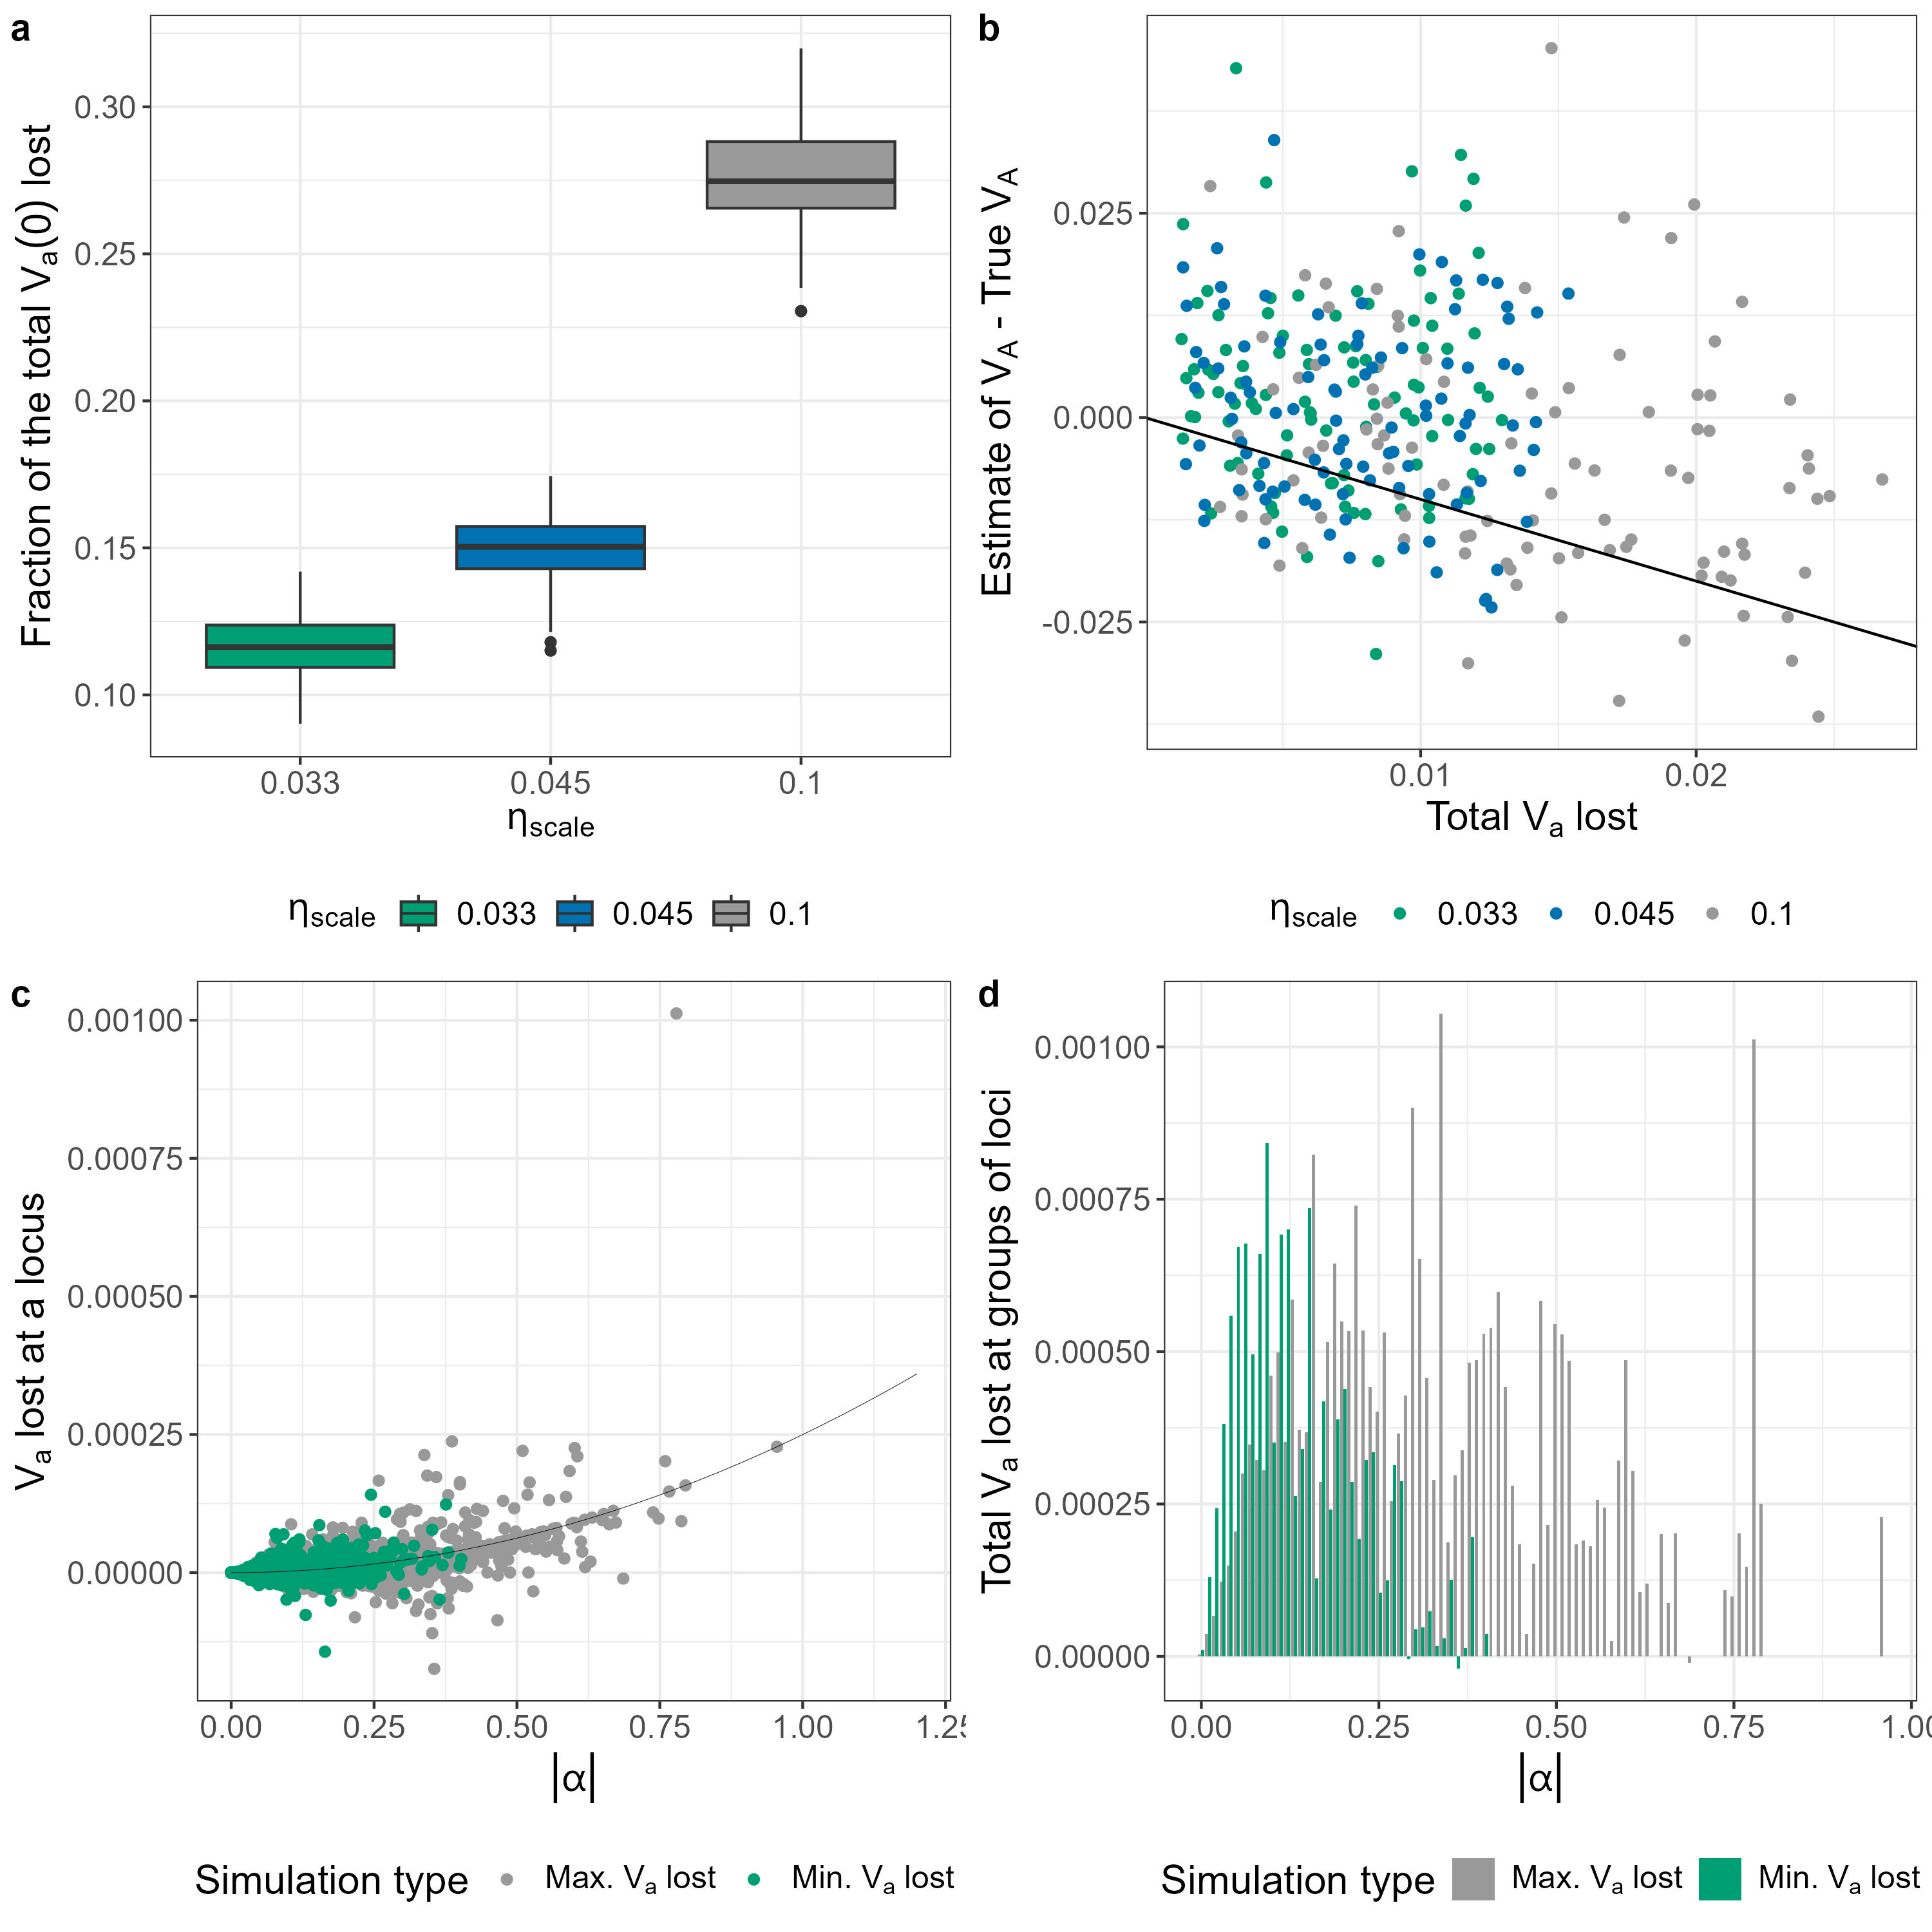 a
Fraction of the total Va(0) lost
0.30
0.25
0.20
0.15
0.10
0.033 0.045 0.1
ηscale
ηscale 0.033 0.045 0.1
b
Estimate of VA - True VA
0.025
0.000
-0.025
0.01 0.02
Total Va lost
ηscale 0.033 0.045 0.1
c
Va lost at a locus
0.00100
0.00075
0.00050
0.00025
0.00000
0.00 0.25 0.50 0.75 1.00 1.25
|α|
Simulation type Max. Va lost Min. Va lost
d
Total Va lost at groups of loci
0.00100
0.00075
0.00050
0.00025
0.00000
0.00 0.25 0.50 0.75 1.00
|α|
Simulation type Max. Va lost Min. Va lost